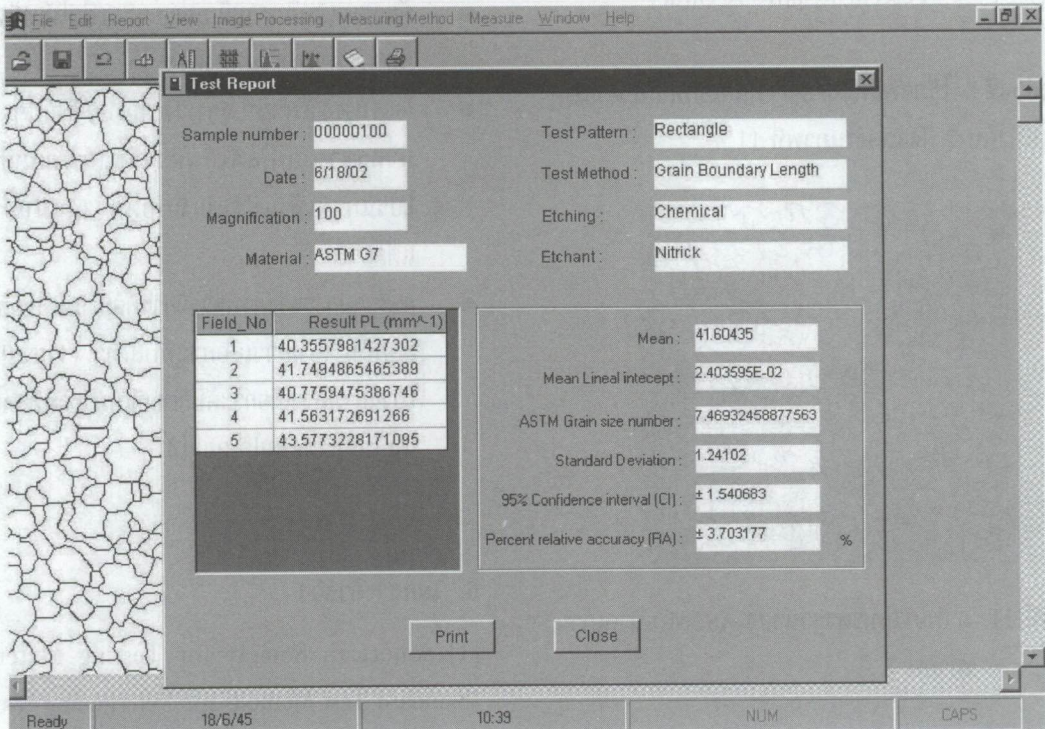 File Edit Report View Image Processing Measuring Method Measure Window Help
Test Report
Sample number : 00000100
Test Pattern : Rectangle
Date : 6/18/02
Test Method : Grain Boundary Length
Magnification : 100
Etching : Chemical
Material : ASTM G7
Etchant : Nitrick
Field_No Result PL (mm^-1)
1 40.3557981427302
2 41.7494865465389
3 40.7759475386746
4 41.563172691266
5 43.5773228171095
Mean : 41.60435
Mean Lineal intecept : 2.403595E-02
ASTM Grain size number : 7.46932458877563
Standard Deviation : 1.24102
95% Confidence interval (CI) : ± 1.540683
Percent relative accuracy (RA) : ± 3.703177 %
Print Close
Ready 18/6/45 10:39 NUM CAPS